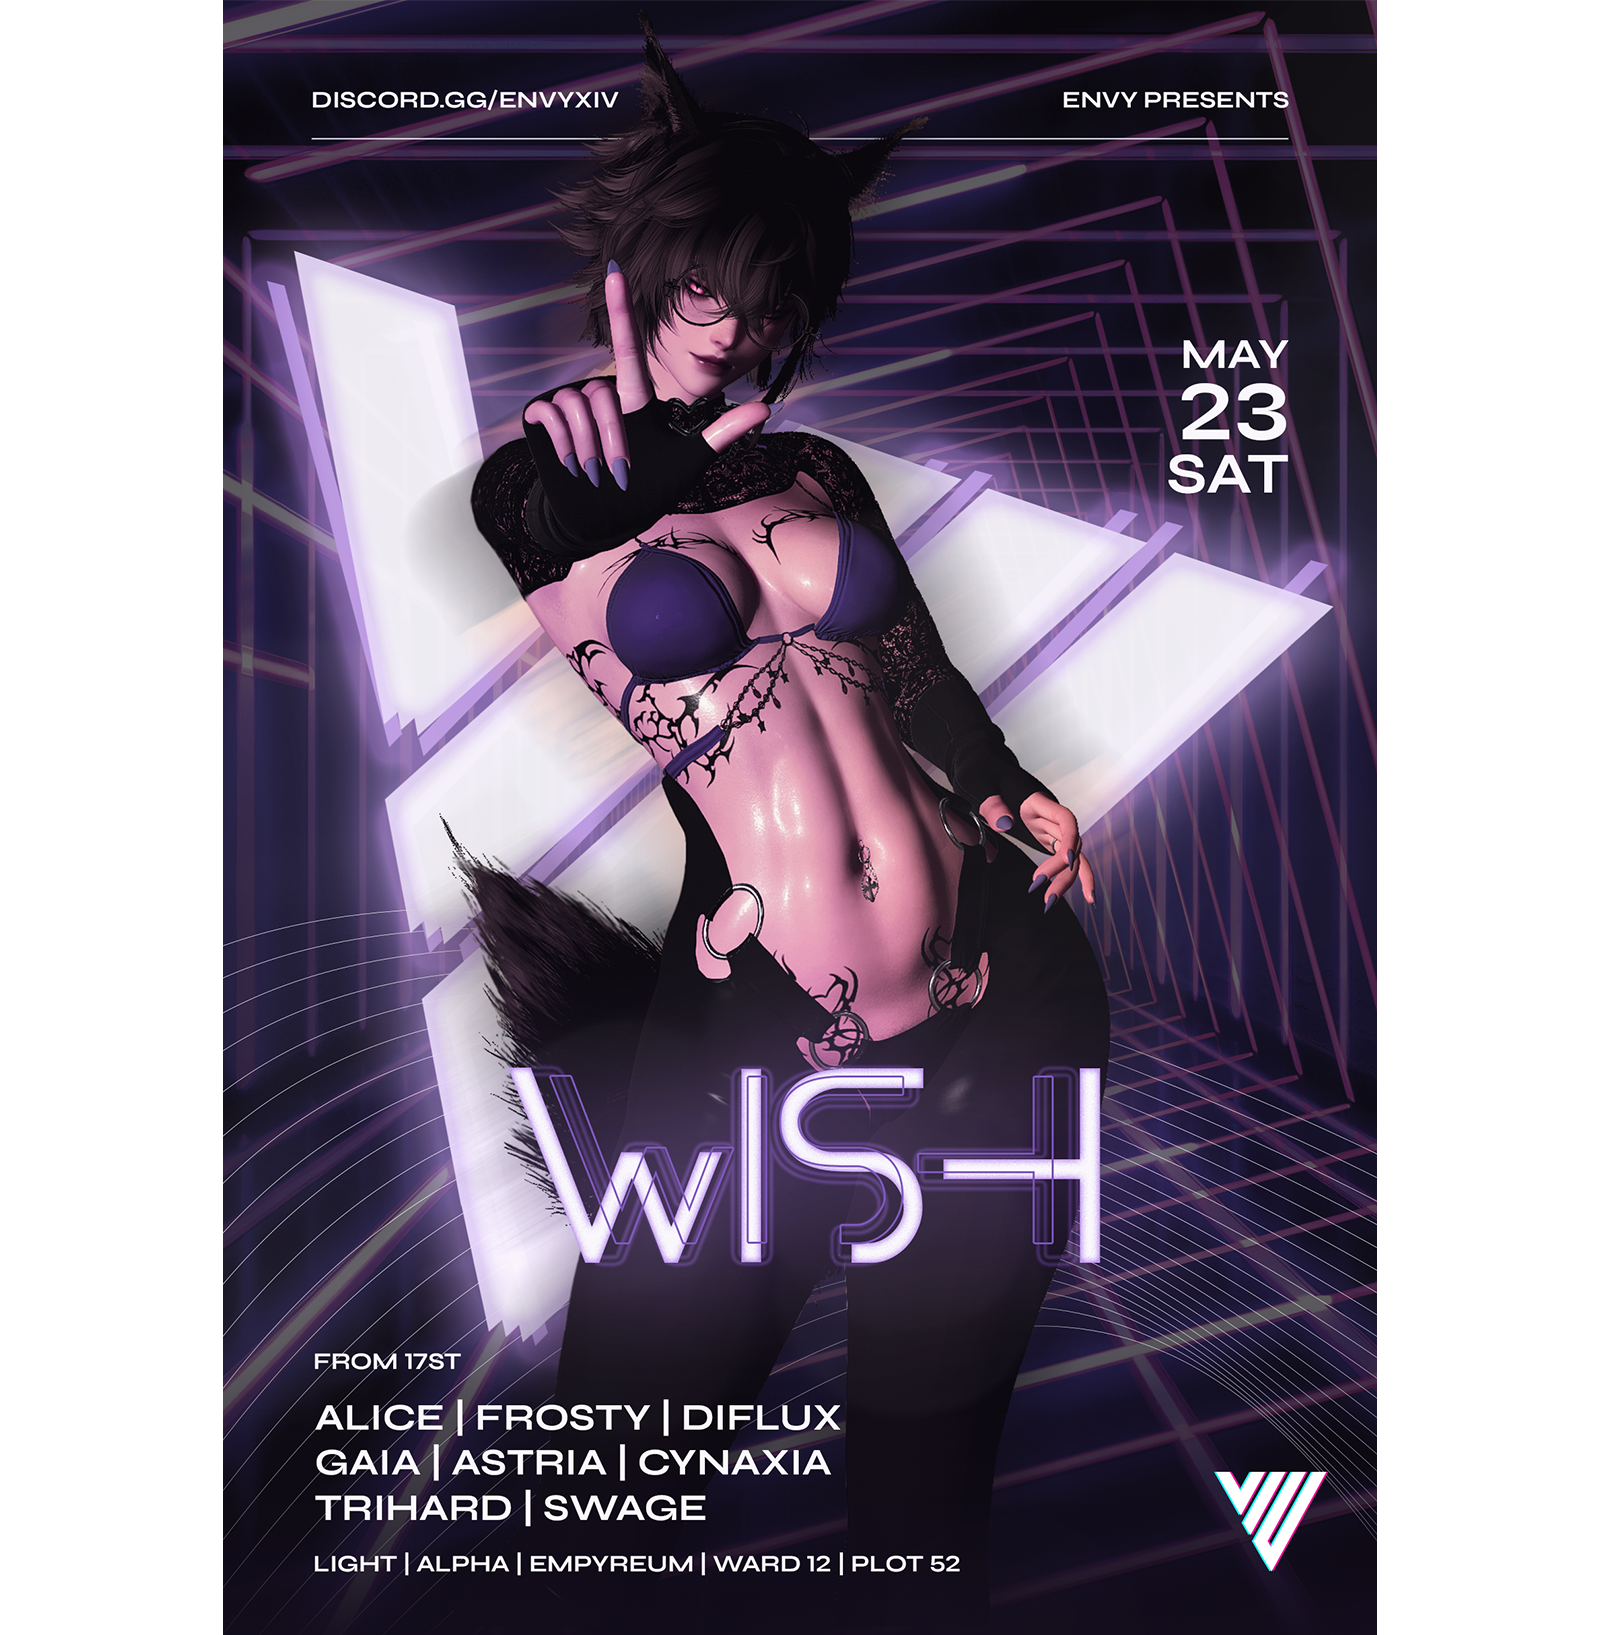 DISCORD.GG/ENVYXIV
ENVY PRESENTS
MAY
23
SAT
WISH
FROM 17ST
ALICE | FROSTY | DIFLUX
GAIA | ASTRIA | CYNAXIA
TRIHARD | SWAGE
LIGHT | ALPHA | EMPYREUM | WARD 12 | PLOT 52